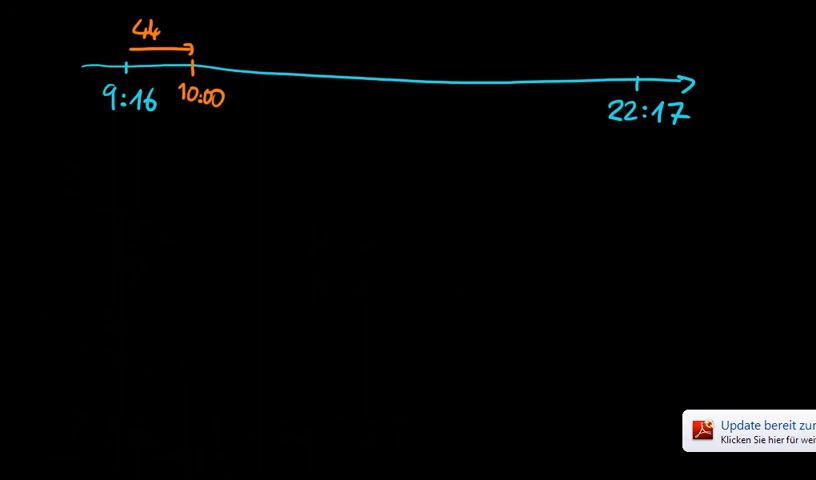 44
9:16
10:00
22:17
Update bereit zur
Klicken Sie hier für wei